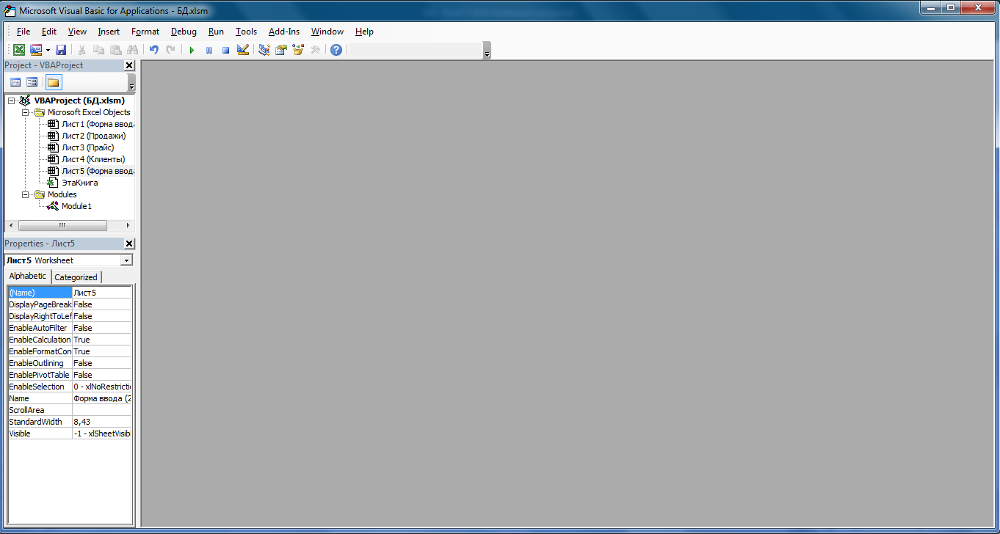 Microsoft Visual Basic for Applications - БД.xlsm
File Edit View Insert Format Debug Run Tools Add-Ins Window Help
Project - VBAProject
VBAProject (БД.xlsm)
Microsoft Excel Objects
Лист1 (Форма ввода
Лист2 (Продажи)
Лист3 (Прайс)
Лист4 (Клиенты)
Лист5 (Форма ввода
ЭтаКнига
Modules
Module1
Properties - Лист5
Лист5 Worksheet
Alphabetic Categorized
(Name) Лист5
DisplayPageBreak False
DisplayRightToLef False
EnableAutoFilter False
EnableCalculation True
EnableFormatCon True
EnableOutlining False
EnablePivotTable False
EnableSelection 0 - xlNoRestricti
Name Форма ввода (2
ScrollArea
StandardWidth 8,43
Visible -1 - xlSheetVisib